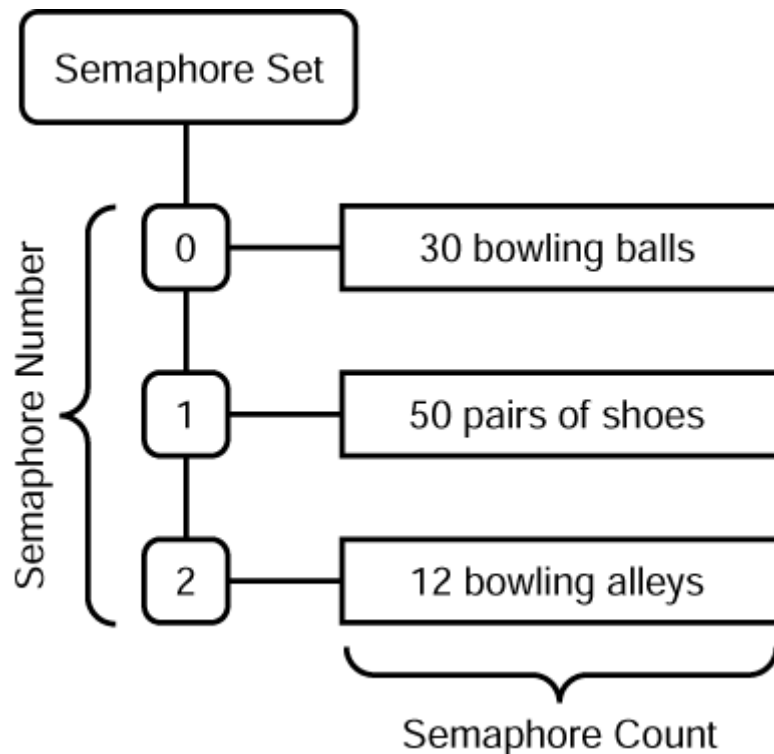 Semaphore Set
Semaphore Number
0
30 bowling balls
1
50 pairs of shoes
2
12 bowling alleys
Semaphore Count